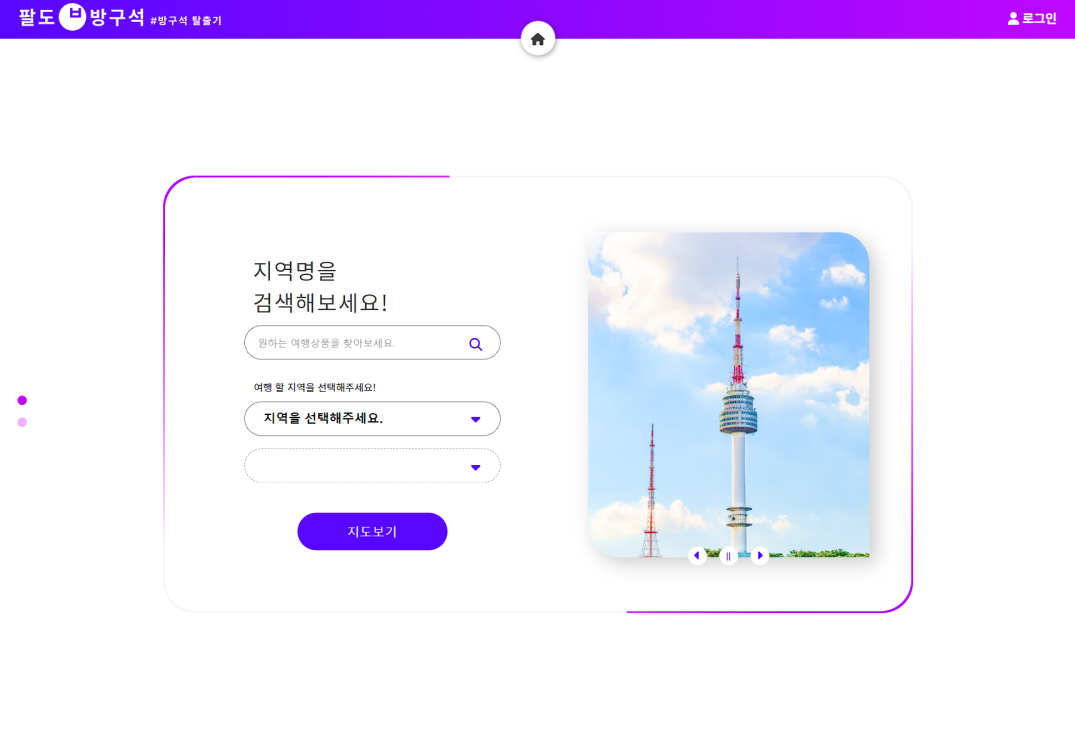 팔도 방구석 #방구석 탈출기
로그인
지역명을
검색해보세요!
원하는 여행상품을 찾아보세요.
여행 할 지역을 선택해주세요!
지역을 선택해주세요.
지도보기